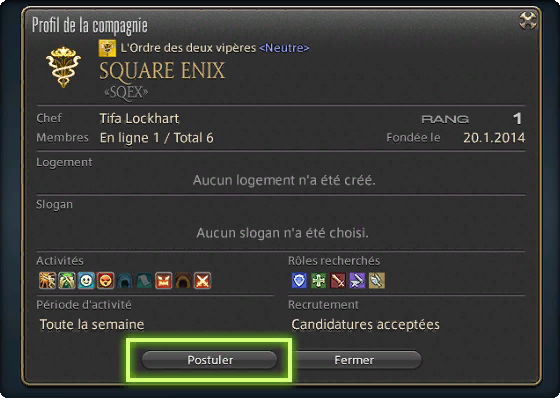 Profil de la compagnie
L'Ordre des deux vipères <Neutre>
SQUARE ENIX
«SQEX»
Chef Tifa Lockhart RANG 1
Membres En ligne 1 / Total 6 Fondée le 20.1.2014
Logement
Aucun logement n'a été créé.
Slogan
Aucun slogan n'a été choisi.
Activités Rôles recherchés
Période d'activité Recrutement
Toute la semaine Candidatures acceptées
Postuler Fermer